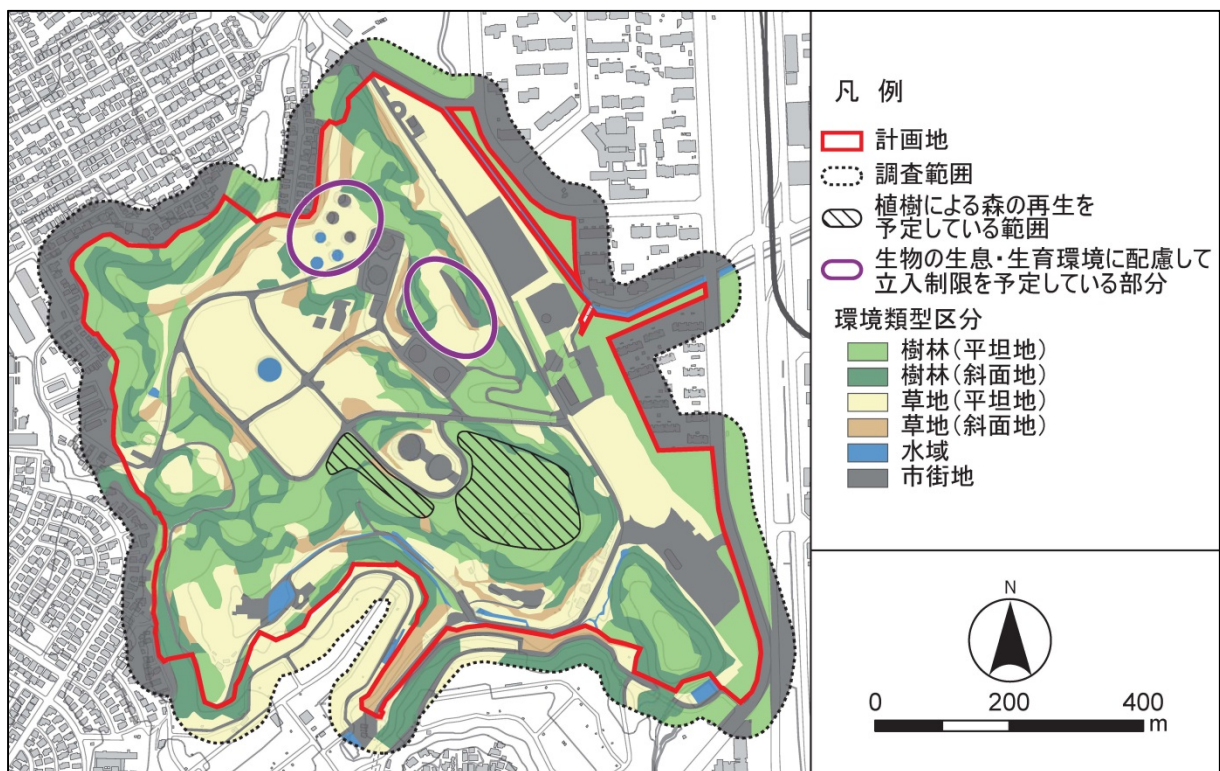 凡 例
計画地
調査範囲
植樹による森の再生を
予定している範囲
生物の生息・生育環境に配慮して
立入制限を予定している部分
環境類型区分
樹林(平坦地)
樹林(斜面地)
草地(平坦地)
草地(斜面地)
水域
市街地
N
0 200 400
m